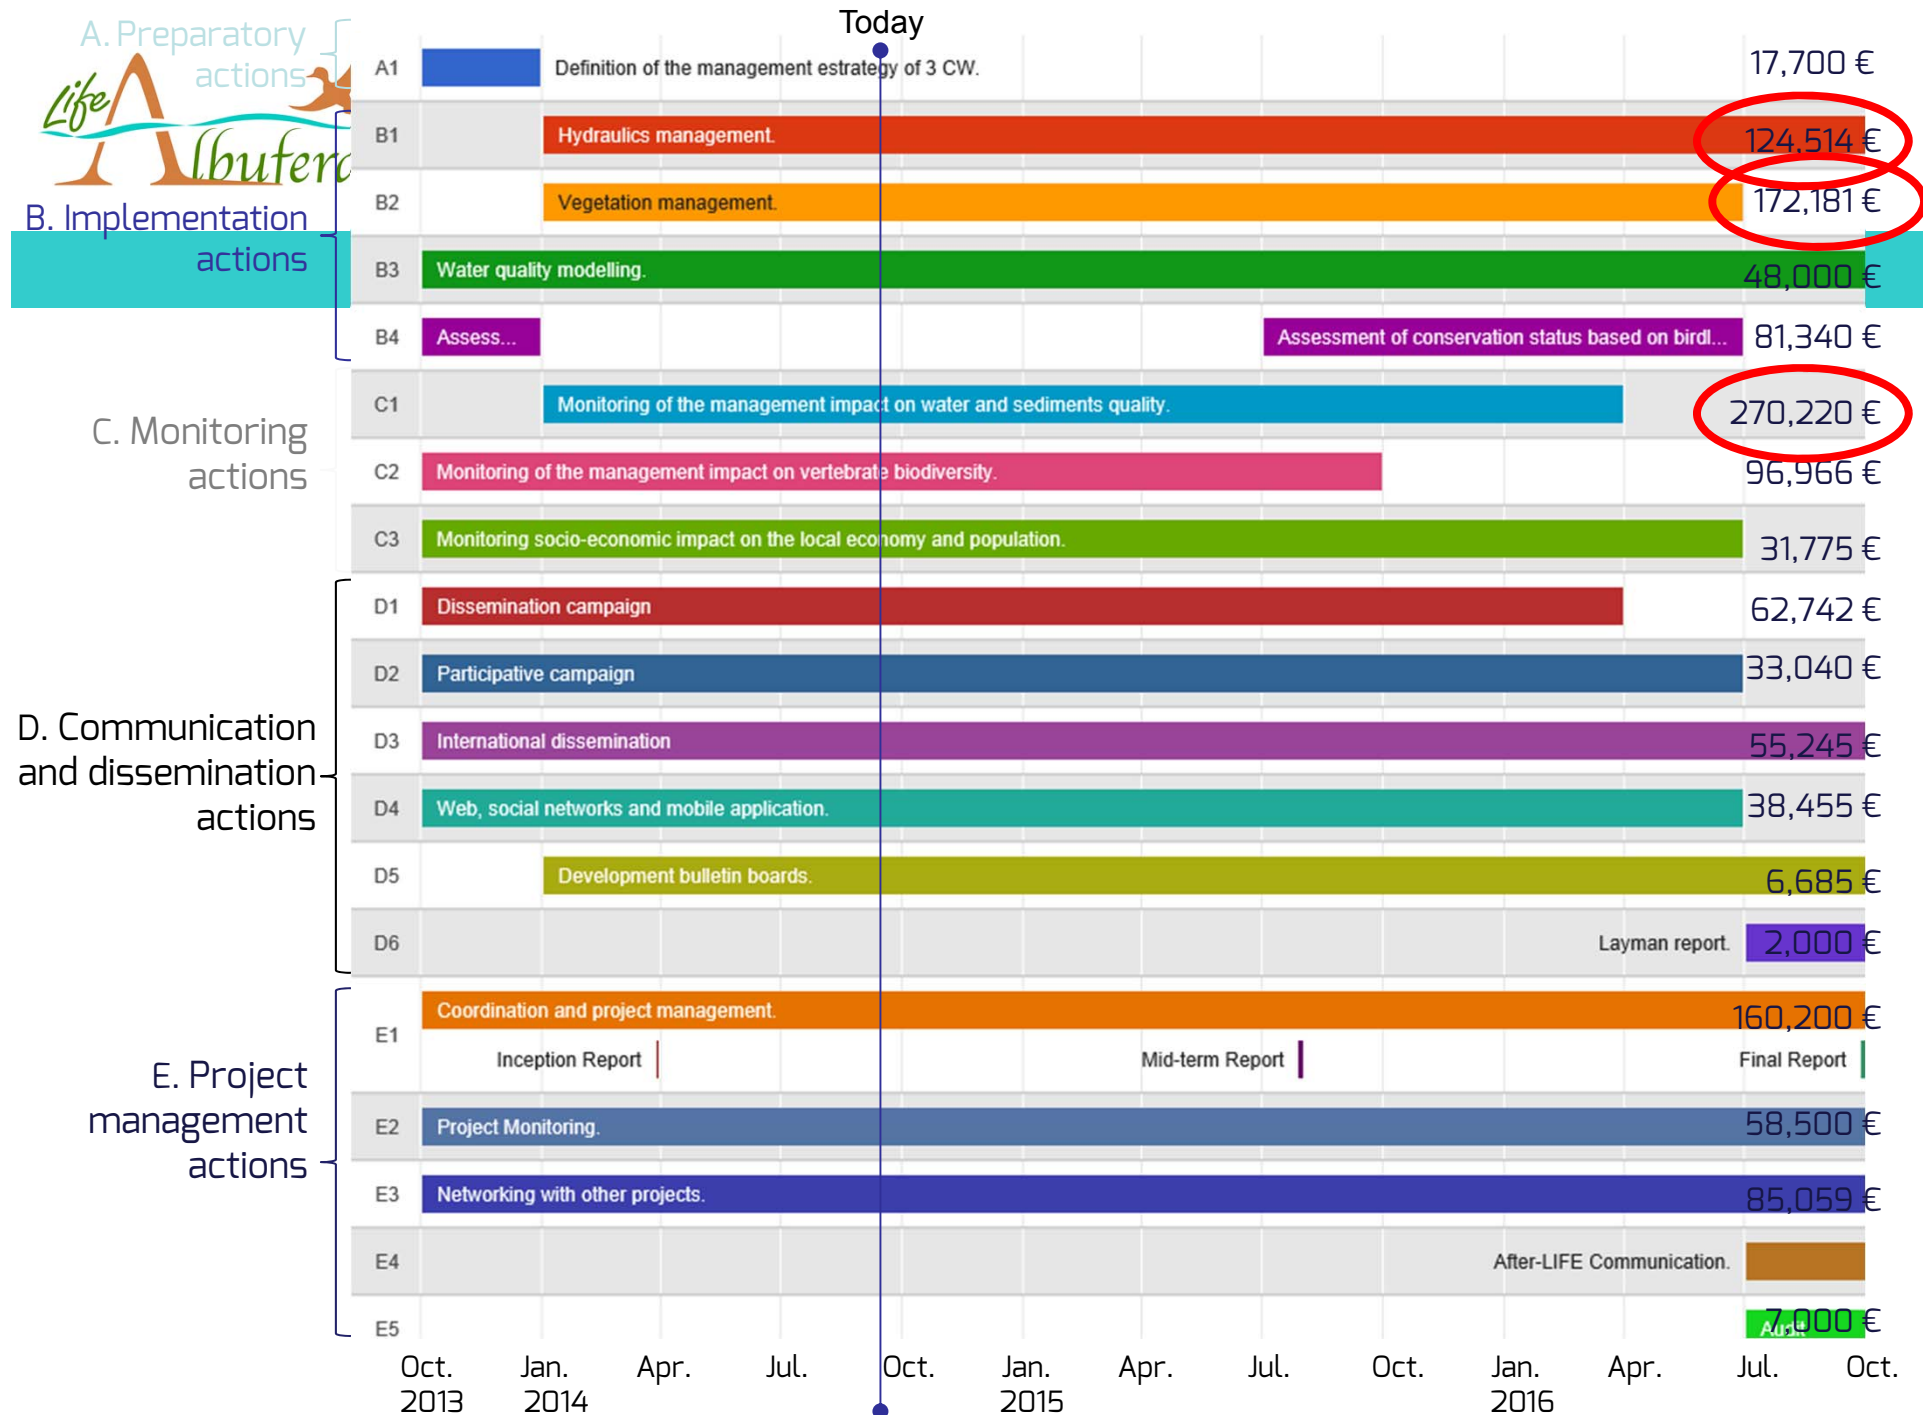 Today
A. Preparatory
actions
Life Albufera
A1
Definition of the management estrategy of 3 CW.
17,700 €
B. Implementation
actions
B1
Hydraulics management.
124,514 €
B2
Vegetation management.
172,181 €
B3
Water quality modelling.
48,000 €
B4
Assess...
Assessment of conservation status based on birdl...
81,340 €
C. Monitoring
actions
C1
Monitoring of the management impact on water and sediments quality.
270,220 €
C2
Monitoring of the management impact on vertebrate biodiversity.
96,966 €
C3
Monitoring socio-economic impact on the local economy and population.
31,775 €
D. Communication
and dissemination
actions
D1
Dissemination campaign
62,742 €
D2
Participative campaign
33,040 €
D3
International dissemination
55,245 €
D4
Web, social networks and mobile application.
38,455 €
D5
Development bulletin boards.
6,685 €
D6
Layman report.
2,000 €
E. Project
management
actions
E1
Coordination and project management.
160,200 €
Inception Report
Mid-term Report
Final Report
E2
Project Monitoring.
58,500 €
E3
Networking with other projects.
85,059 €
E4
After-LIFE Communication.
E5
Audit
7,000 €
Oct. Jan. Apr. Jul. Oct. Jan. Apr. Jul. Oct. Jan. Apr. Jul. Oct.
2013 2014 2015 2016